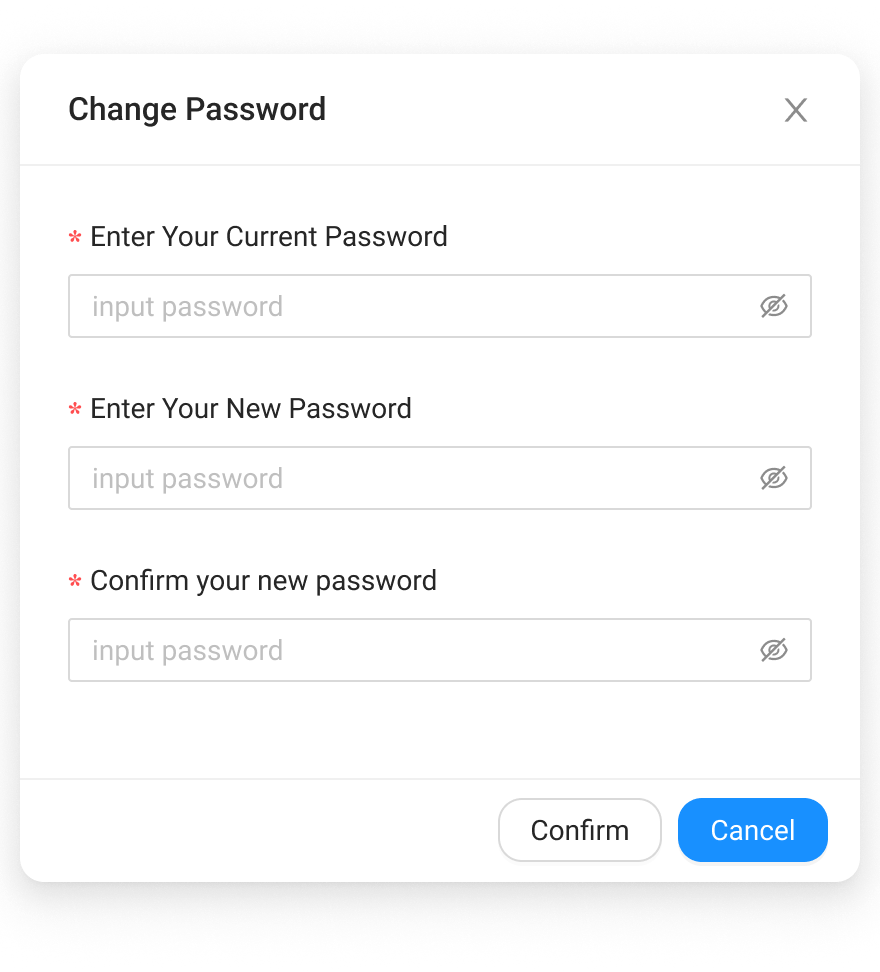 Change Password
* Enter Your Current Password
input password
* Enter Your New Password
input password
* Confirm your new password
input password
Confirm Cancel